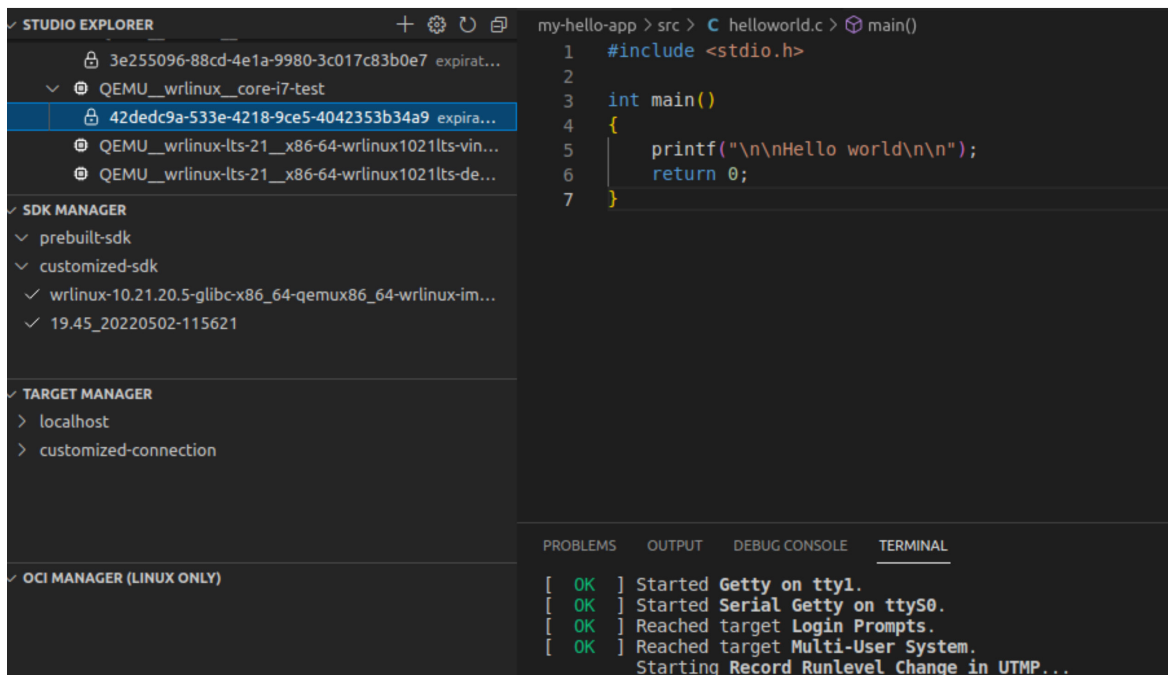 STUDIO EXPLORER
3e255096-88cd-4e1a-9980-3c017c83b0e7 expirat...
QEMU__wrlinux__core-i7-test
42dedc9a-533e-4218-9ce5-4042353b34a9 expira...
QEMU__wrlinux-lts-21__x86-64-wrlinux1021lts-vin...
QEMU__wrlinux-lts-21__x86-64-wrlinux1021lts-de...
SDK MANAGER
prebuilt-sdk
customized-sdk
wrlinux-10.21.20.5-glibc-x86_64-qemux86_64-wrlinux-im...
19.45_20220502-115621
TARGET MANAGER
localhost
customized-connection
OCI MANAGER (LINUX ONLY)
my-hello-app > src > C helloworld.c > main()
1 #include <stdio.h>
2
3 int main()
4 {
5 printf("\n\nHello world\n\n");
6 return 0;
7 }
PROBLEMS OUTPUT DEBUG CONSOLE TERMINAL
[ OK ] Started Getty on tty1.
[ OK ] Started Serial Getty on ttyS0.
[ OK ] Reached target Login Prompts.
[ OK ] Reached target Multi-User System.
Starting Record Runlevel Change in UTMP...